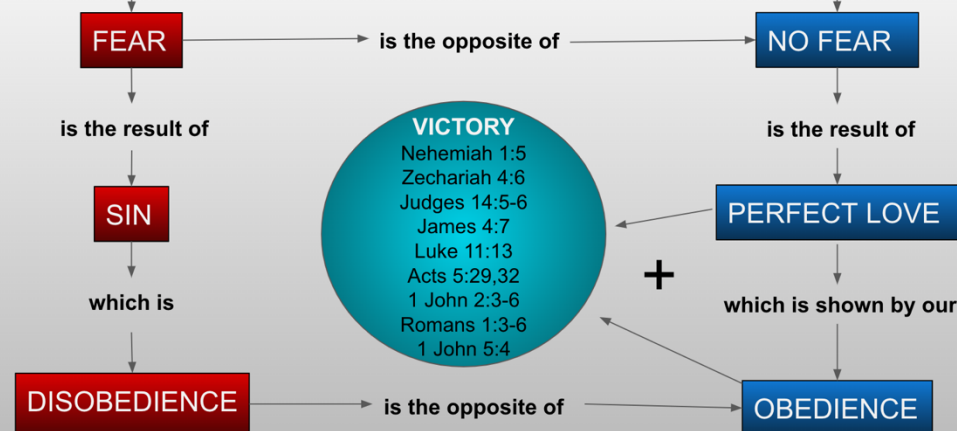 FEAR
is the opposite of
NO FEAR
is the result of
is the result of
VICTORY
Nehemiah 1:5
Zechariah 4:6
Judges 14:5-6
James 4:7
Luke 11:13
Acts 5:29,32
1 John 2:3-6
Romans 1:3-6
1 John 5:4
SIN
PERFECT LOVE
+
which is
which is shown by our
DISOBEDIENCE
is the opposite of
OBEDIENCE